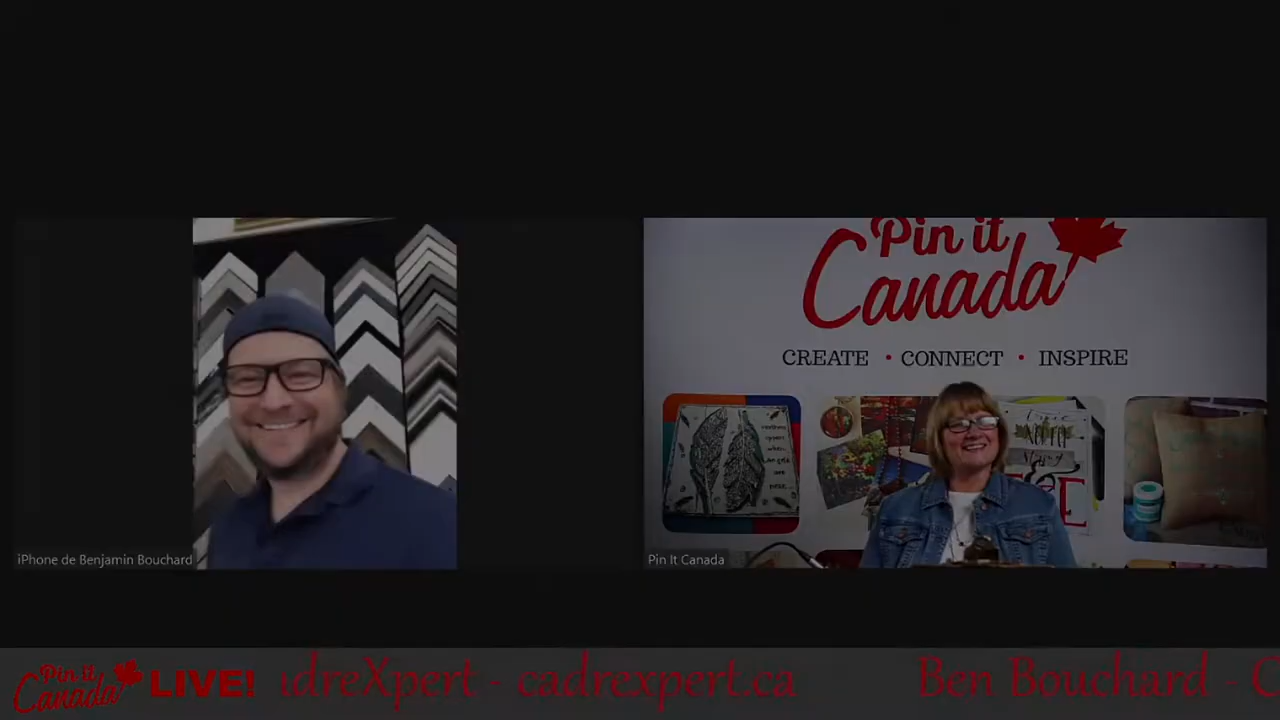 Pin it
Canada
CREATE • CONNECT • INSPIRE
iPhone de Benjamin Bouchard
Pin It Canada
Pin it
Canada LIVE!
adreXpert - cadrexpert.ca
Ben Bouchard - C